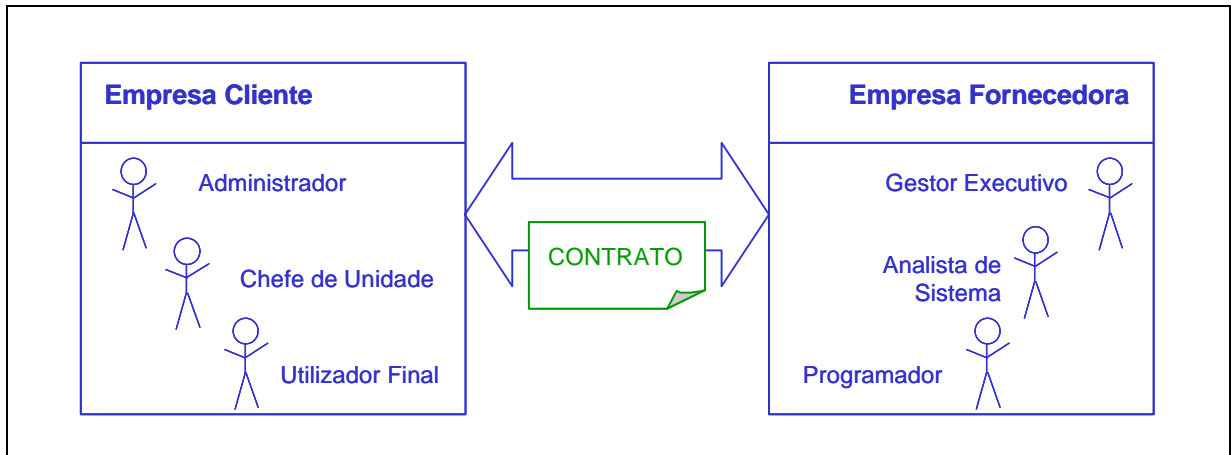 Empresa Cliente
Administrador
Chefe de Unidade
Utilizador Final
CONTRATO
Empresa Fornecedora
Gestor Executivo
Analista de
Sistema
Programador